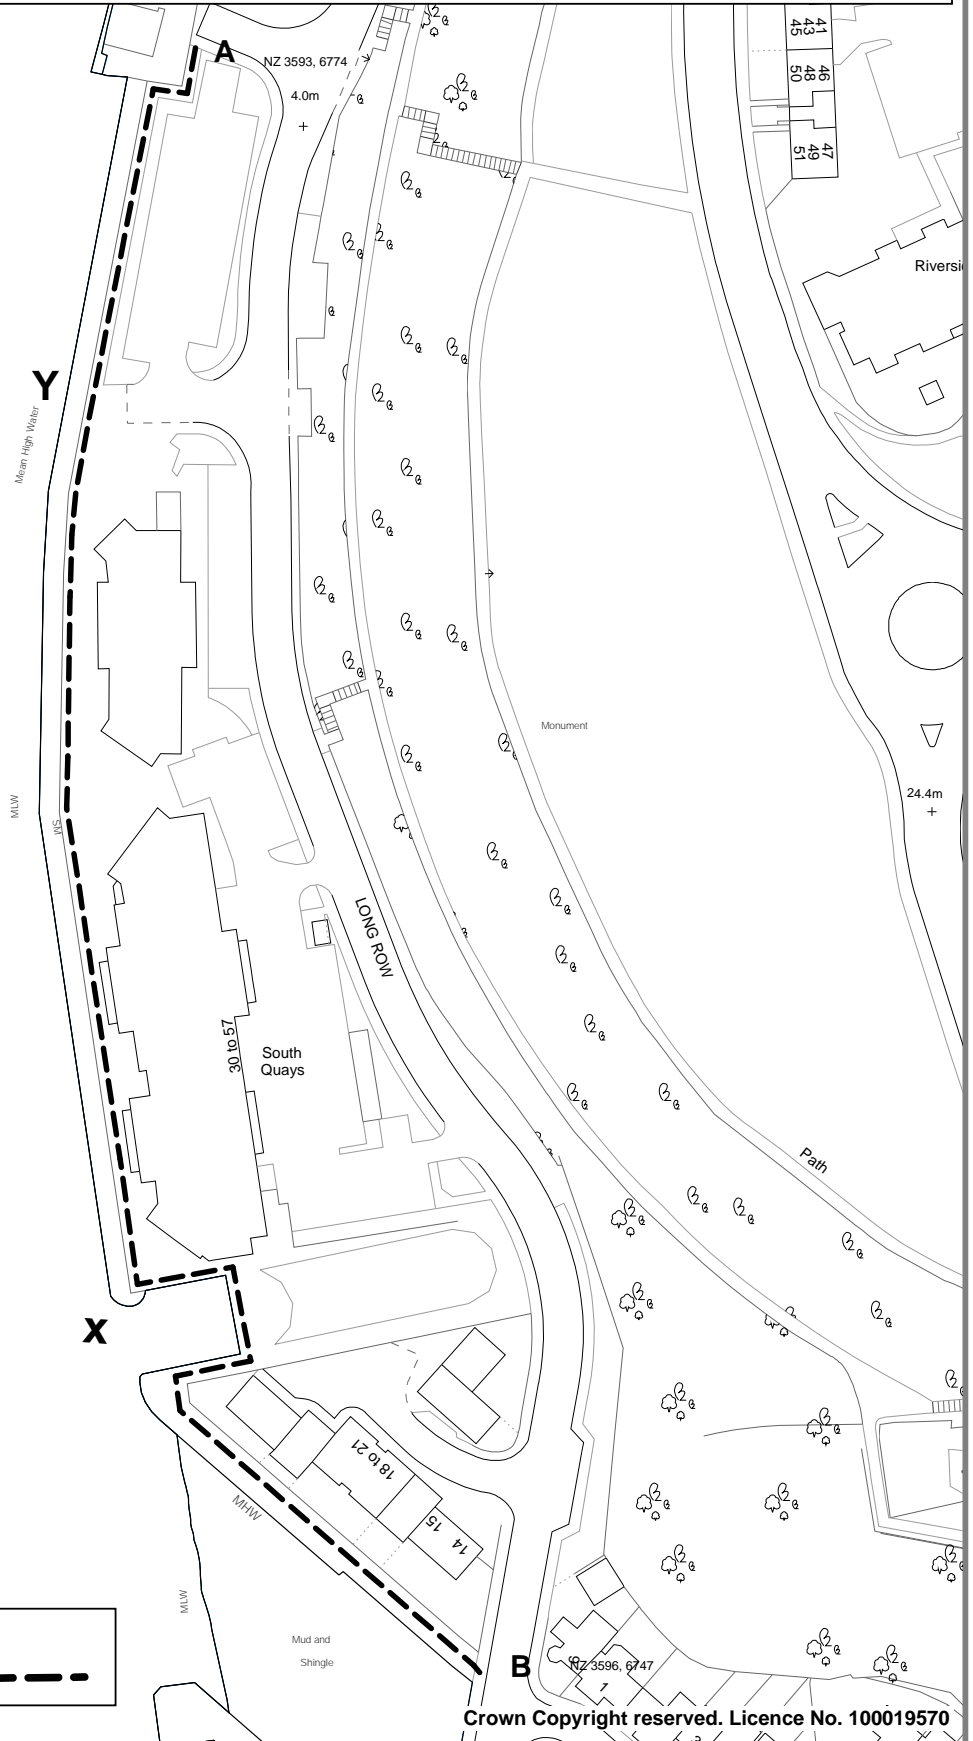 A
NZ 3593, 6774
4.0m
41
43
45
46
48
50
47
49
51
Y
Mean High Water
Monument
MLW
SM
24.4m
LONG ROW
30 to 57
South
Quays
Path
X
18 to 21
15
14
MHW
MLW
Mud and
Shingle
B
NZ 3596, 6747
1
Crown Copyright reserved. Licence No. 100019570